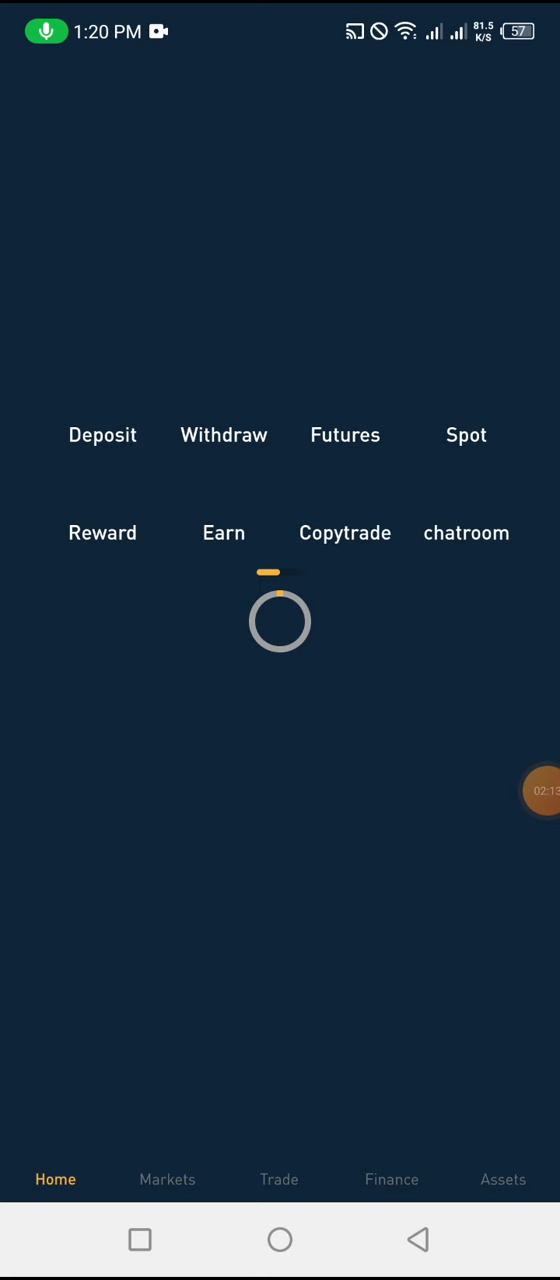 1:20 PM
81.5
K/S
57
Deposit Withdraw Futures Spot
Reward Earn Copytrade chatroom
02:13
Home Markets Trade Finance Assets